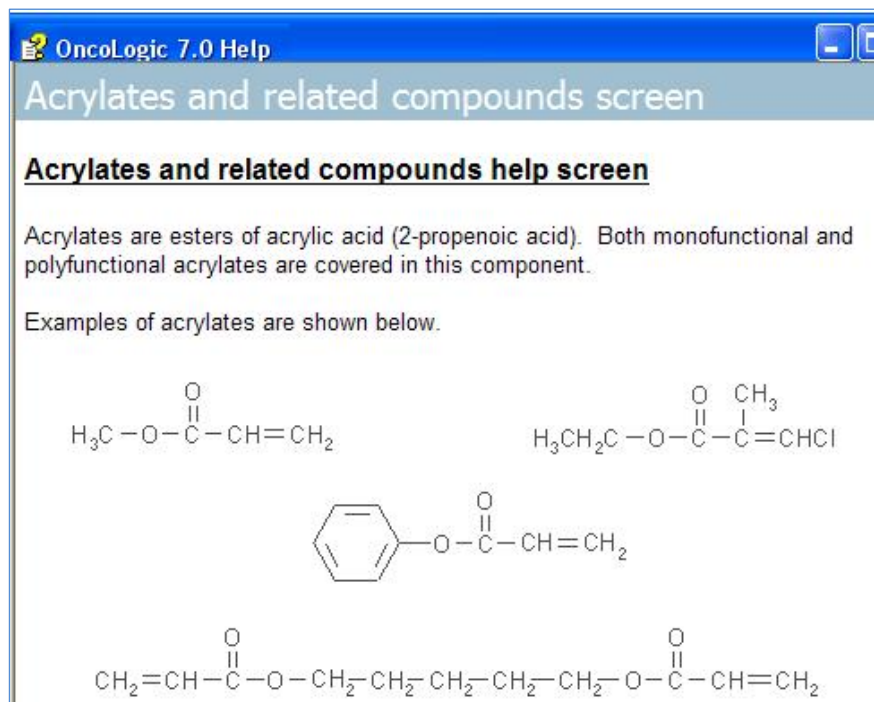 OncoLogic 7.0 Help
Acrylates and related compounds screen
Acrylates and related compounds help screen
Acrylates are esters of acrylic acid (2-propenoic acid).  Both monofunctional and
polyfunctional acrylates are covered in this component.
Examples of acrylates are shown below.
O
H₃C–O–C–CH=CH₂
O CH₃
H₃CH₂C–O–C–C=CHCl
O
O–C–CH=CH₂
O O
CH₂=CH–C–O–CH₂–CH₂–CH₂–CH₂–CH₂–O–C–CH=CH₂